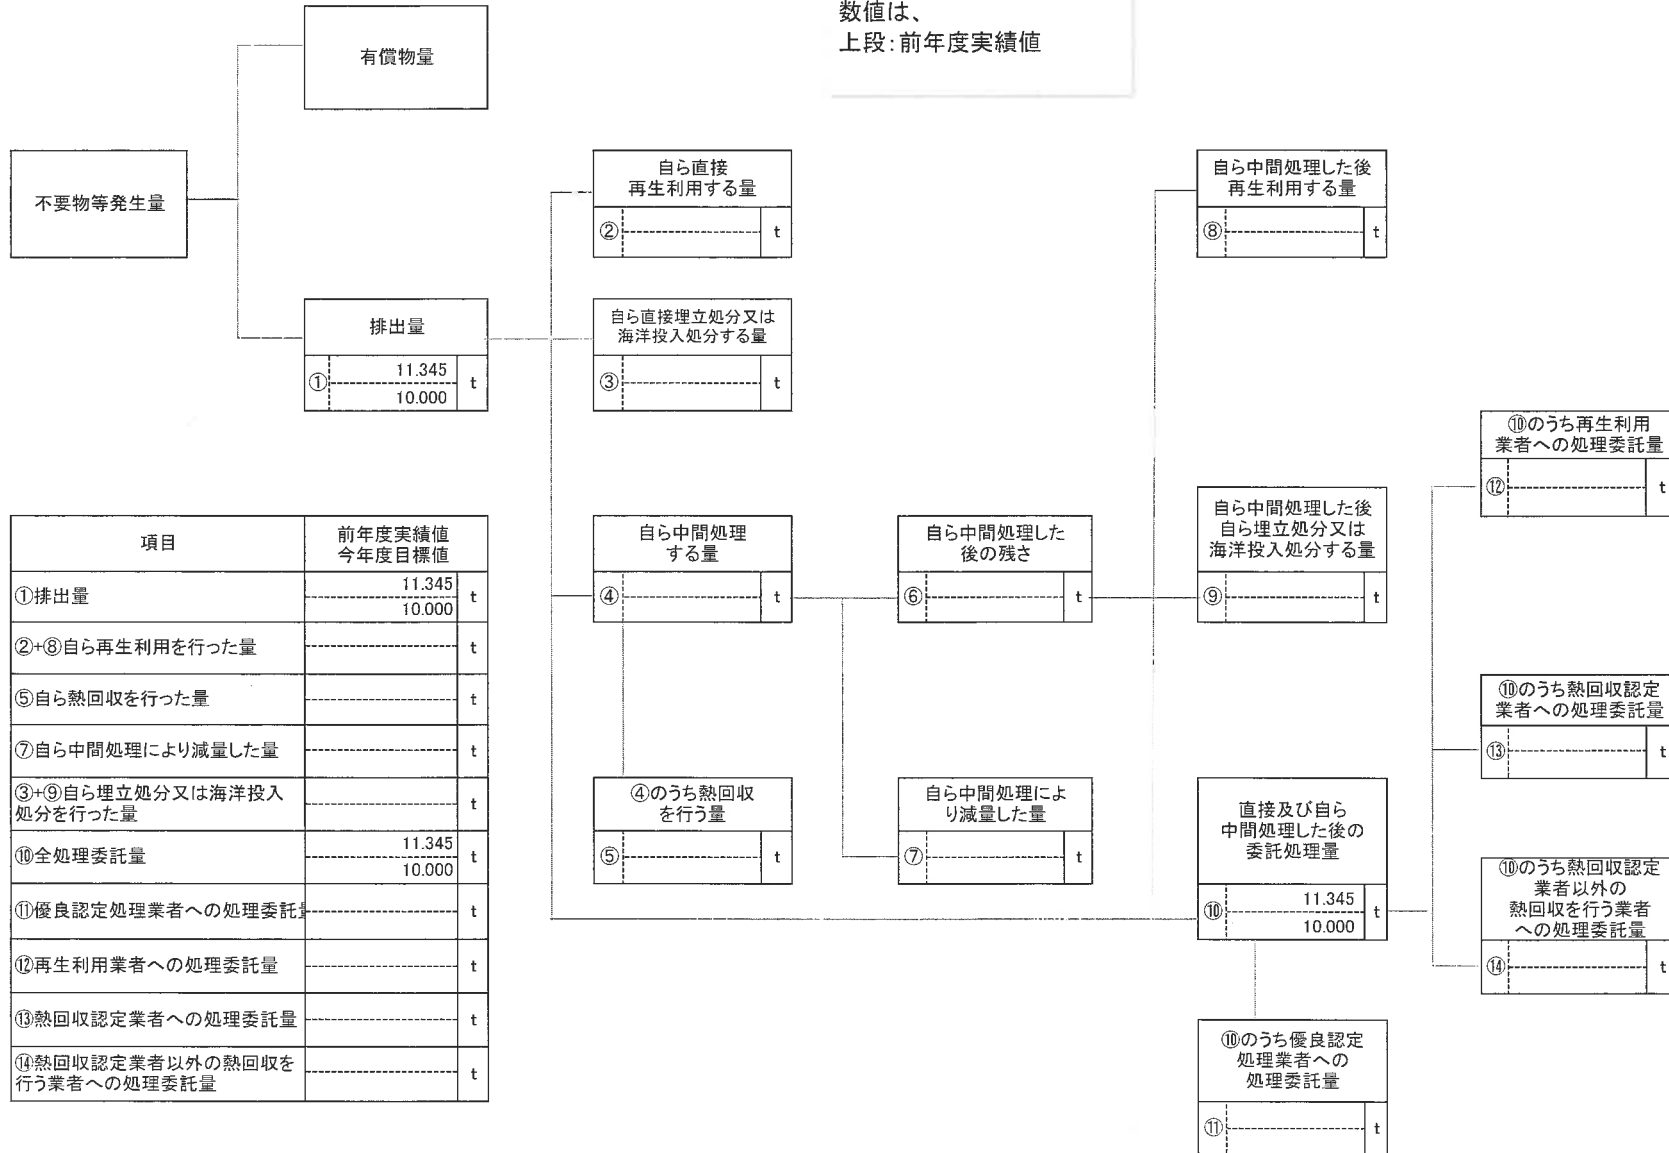 数値は、
上段：前年度実績値
有償物量
不要物等発生量
排出量
① 11.345 t
10.000
自ら直接
再生利用する量
② t
自ら直接埋立処分又は
海洋投入処分する量
③ t
自ら中間処理した後
再生利用する量
⑧ t
⑩のうち再生利用
業者への処理委託量
⑫ t
自ら中間処理
する量
④ t
自ら中間処理した
後の残さ
⑥ t
自ら中間処理した後
自ら埋立処分又は
海洋投入処分する量
⑨ t
⑩のうち熱回収認定
業者への処理委託量
⑬ t
④のうち熱回収
を行う量
⑤ t
自ら中間処理によ
り減量した量
⑦ t
直接及び自ら
中間処理した後の
委託処理量
⑩ 11.345 t
10.000
⑩のうち熱回収認定
業者以外の
熱回収を行う業者
への処理委託量
⑭ t
⑩のうち優良認定
処理業者への
処理委託量
⑪ t
項目 前年度実績値
今年度目標値
①排出量 11.345 t
10.000
②+⑧自ら再生利用を行った量 t
⑤自ら熱回収を行った量 t
⑦自ら中間処理により減量した量 t
③+⑨自ら埋立処分又は海洋投入
処分を行った量 t
⑩全処理委託量 11.345 t
10.000
⑪優良認定処理業者への処理委託 t
⑫再生利用業者への処理委託量 t
⑬熱回収認定業者への処理委託量 t
⑭熱回収認定業者以外の熱回収を
行う業者への処理委託量 t